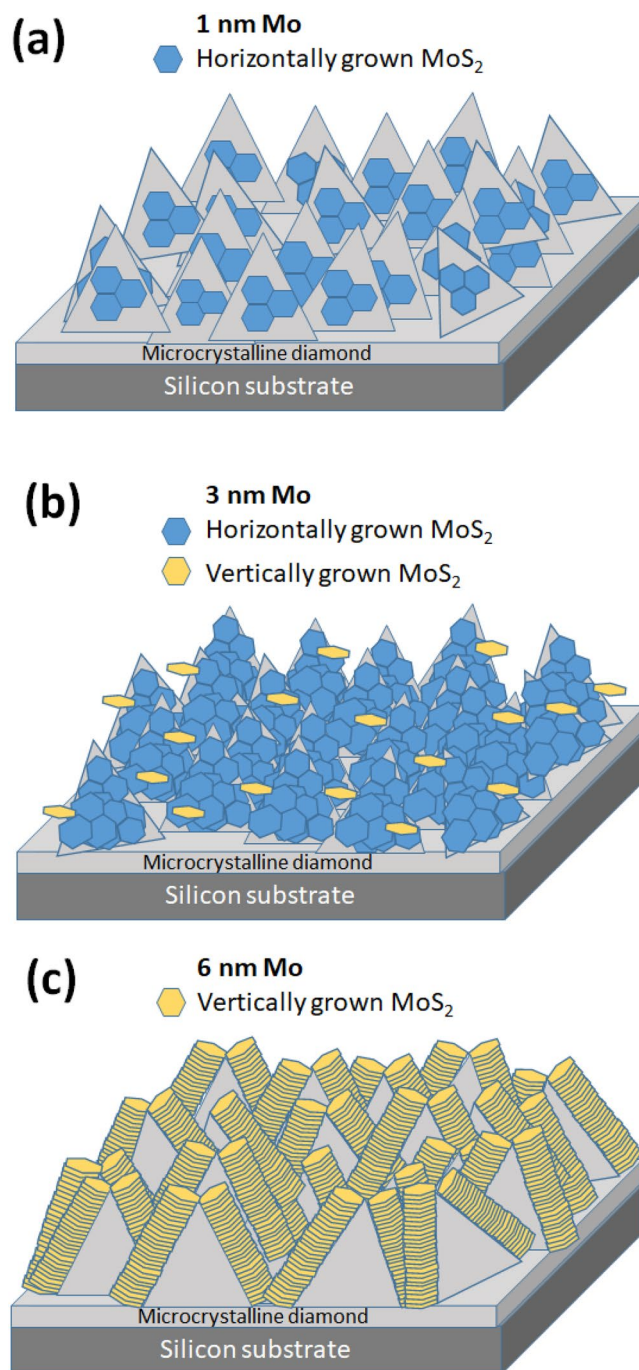 (a)
1 nm Mo
Horizontally grown MoS₂
Microcrystalline diamond
Silicon substrate
(b)
3 nm Mo
Horizontally grown MoS₂
Vertically grown MoS₂
Microcrystalline diamond
Silicon substrate
(c)
6 nm Mo
Vertically grown MoS₂
Microcrystalline diamond
Silicon substrate